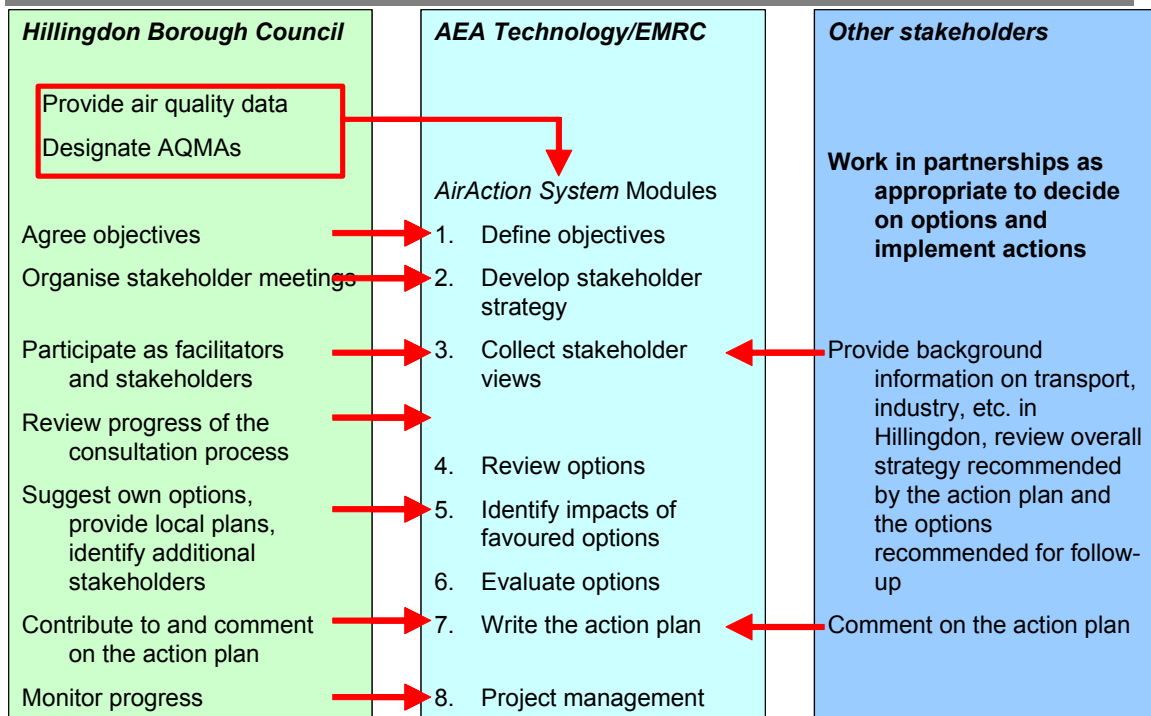 Hillingdon Borough Council
Provide air quality data
Designate AQMAs
Agree objectives
Organise stakeholder meetings
Participate as facilitators
and stakeholders
Review progress of the
consultation process
Suggest own options,
provide local plans,
identify additional
stakeholders
Contribute to and comment
on the action plan
Monitor progress
AEA Technology/EMRC
AirAction System Modules
1. Define objectives
2. Develop stakeholder
strategy
3. Collect stakeholder
views
4. Review options
5. Identify impacts of
favoured options
6. Evaluate options
7. Write the action plan
8. Project management
Other stakeholders
Work in partnerships as
appropriate to decide
on options and
implement actions
Provide background
information on transport,
industry, etc. in
Hillingdon, review overall
strategy recommended
by the action plan and
the options
recommended for follow-
up
Comment on the action plan